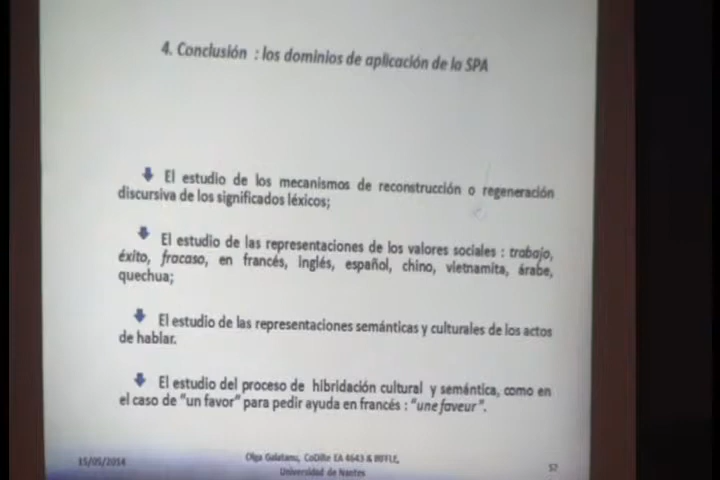 4. Conclusión : los dominios de aplicación de la SPA
El estudio de los mecanismos de reconstrucción o regeneración
discursiva de los significados léxicos;
El estudio de las representaciones de los valores sociales : trabajo,
éxito, fracaso, en francés, inglés, español, chino, vietnamita, árabe,
quechua;
El estudio de las representaciones semánticas y culturales de los actos
de hablar.
El estudio del proceso de hibridación cultural y semántica, como en
el caso de "un favor" para pedir ayuda en francés : "une faveur".
15/05/2014
Olga Galatanu, CoDiRe EA 4643 &
Universidad de Nantes
57